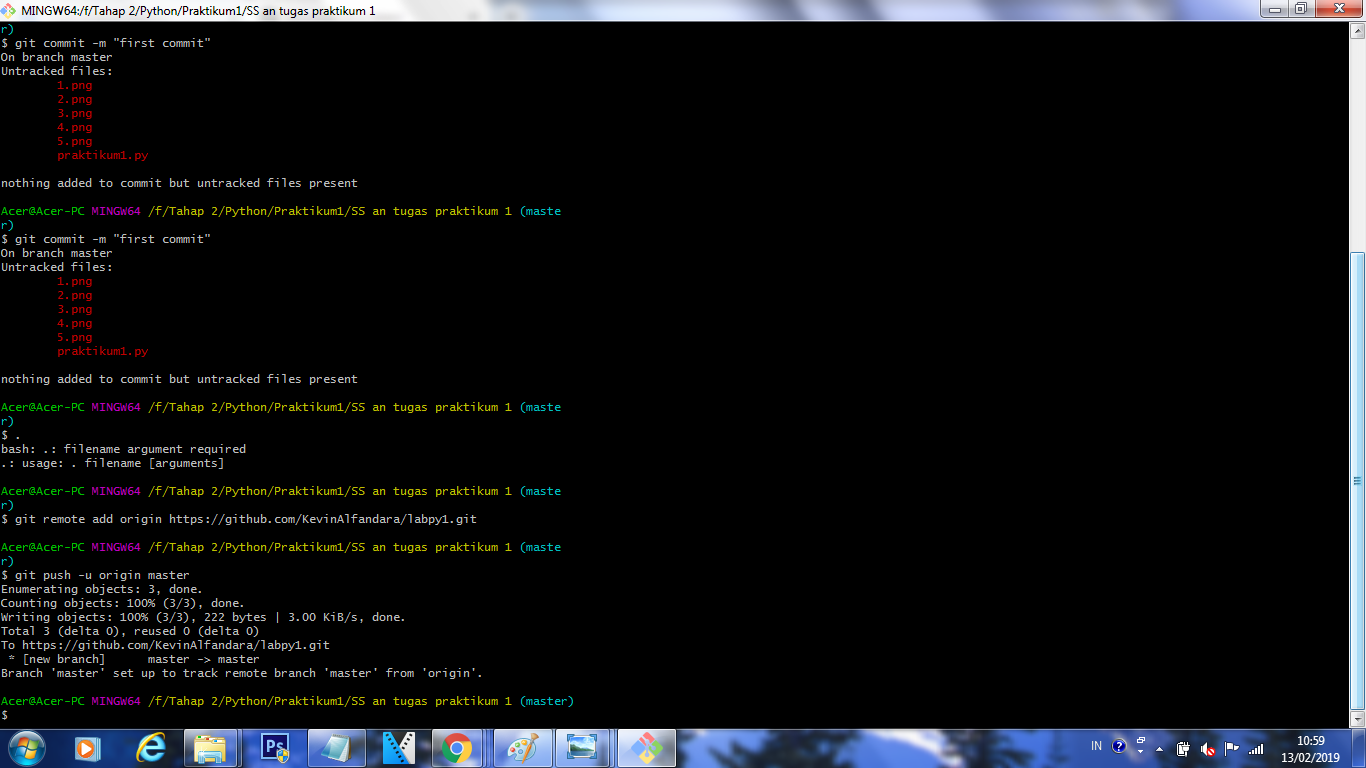 MINGW64:/f/Tahap 2/Python/Praktikum1/SS an tugas praktikum 1
r)
$ git commit -m "first commit"
On branch master
Untracked files:
1.png
2.png
3.png
4.png
5.png
praktikum1.py
nothing added to commit but untracked files present
Acer@Acer-PC MINGW64 /f/Tahap 2/Python/Praktikum1/SS an tugas praktikum 1 (maste
r)
$ git commit -m "first commit"
On branch master
Untracked files:
1.png
2.png
3.png
4.png
5.png
praktikum1.py
nothing added to commit but untracked files present
Acer@Acer-PC MINGW64 /f/Tahap 2/Python/Praktikum1/SS an tugas praktikum 1 (maste
r)
$ .
bash: .: filename argument required
.: usage: . filename [arguments]
Acer@Acer-PC MINGW64 /f/Tahap 2/Python/Praktikum1/SS an tugas praktikum 1 (maste
r)
$ git remote add origin https://github.com/KevinAlfandara/labpy1.git
Acer@Acer-PC MINGW64 /f/Tahap 2/Python/Praktikum1/SS an tugas praktikum 1 (maste
r)
$ git push -u origin master
Enumerating objects: 3, done.
Counting objects: 100% (3/3), done.
Writing objects: 100% (3/3), 222 bytes | 3.00 KiB/s, done.
Total 3 (delta 0), reused 0 (delta 0)
To https://github.com/KevinAlfandara/labpy1.git
* [new branch] master -> master
Branch 'master' set up to track remote branch 'master' from 'origin'.
Acer@Acer-PC MINGW64 /f/Tahap 2/Python/Praktikum1/SS an tugas praktikum 1 (master)
$
Ps
IN
10:59
13/02/2019